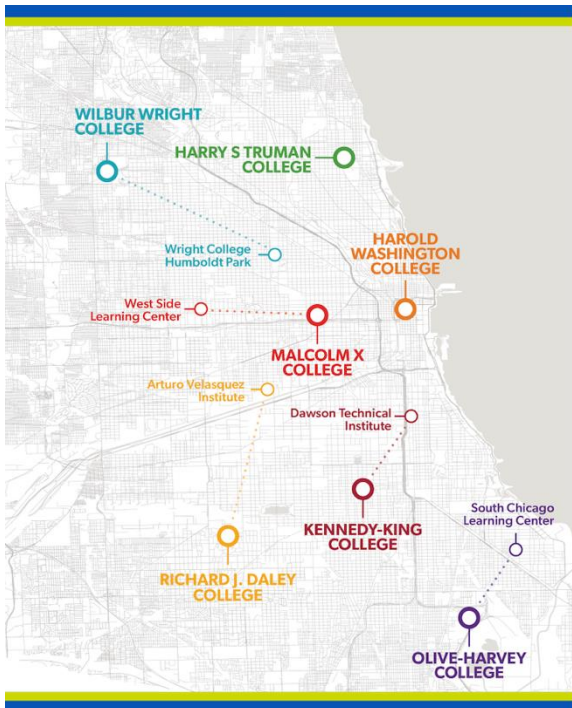 WILBUR WRIGHT
COLLEGE
HARRY S TRUMAN
COLLEGE
Wright College
Humboldt Park
HAROLD
WASHINGTON
COLLEGE
West Side
Learning Center
MALCOLM X
COLLEGE
Arturo Velasquez
Institute
Dawson Technical
Institute
South Chicago
Learning Center
KENNEDY-KING
COLLEGE
RICHARD J. DALEY
COLLEGE
OLIVE-HARVEY
COLLEGE